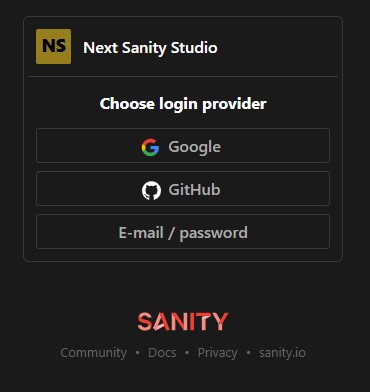 NS Next Sanity Studio
Choose login provider
Google
GitHub
E-mail / password
SANITY
Community • Docs • Privacy • sanity.io